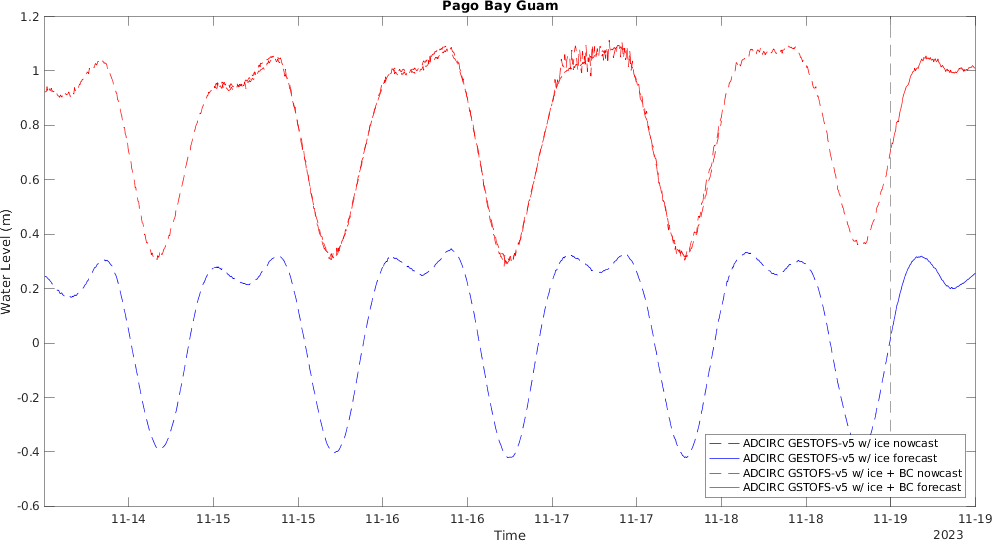 Pago Bay Guam
1.2
1
0.8
0.6
0.4
0.2
0
-0.2
-0.4
-0.6
Water Level (m)
ADCIRC GESTOFS-v5 w/ ice nowcast
ADCIRC GESTOFS-v5 w/ ice forecast
ADCIRC GSTOFS-v5 w/ ice + BC nowcast
ADCIRC GSTOFS-v5 w/ ice + BC forecast
11-14 11-15 11-15 11-16 11-16 11-17 11-17 11-18 11-18 11-19 11-19
Time
2023